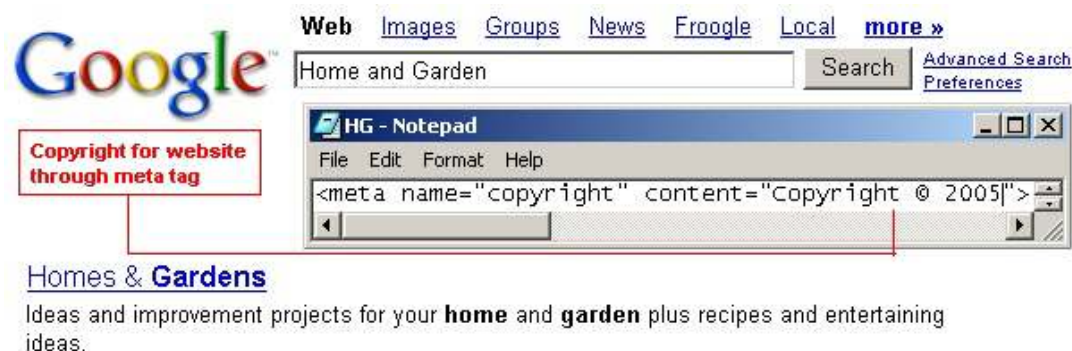 Web Images Groups News Froogle Local more »
Google™
Home and Garden Search Advanced Search
Preferences
HG - Notepad
Copyright for website
through meta tag
File Edit Format Help
<meta name="copyright" content="Copyright © 2005">
Homes & Gardens
Ideas and improvement projects for your home and garden plus recipes and entertaining
ideas.